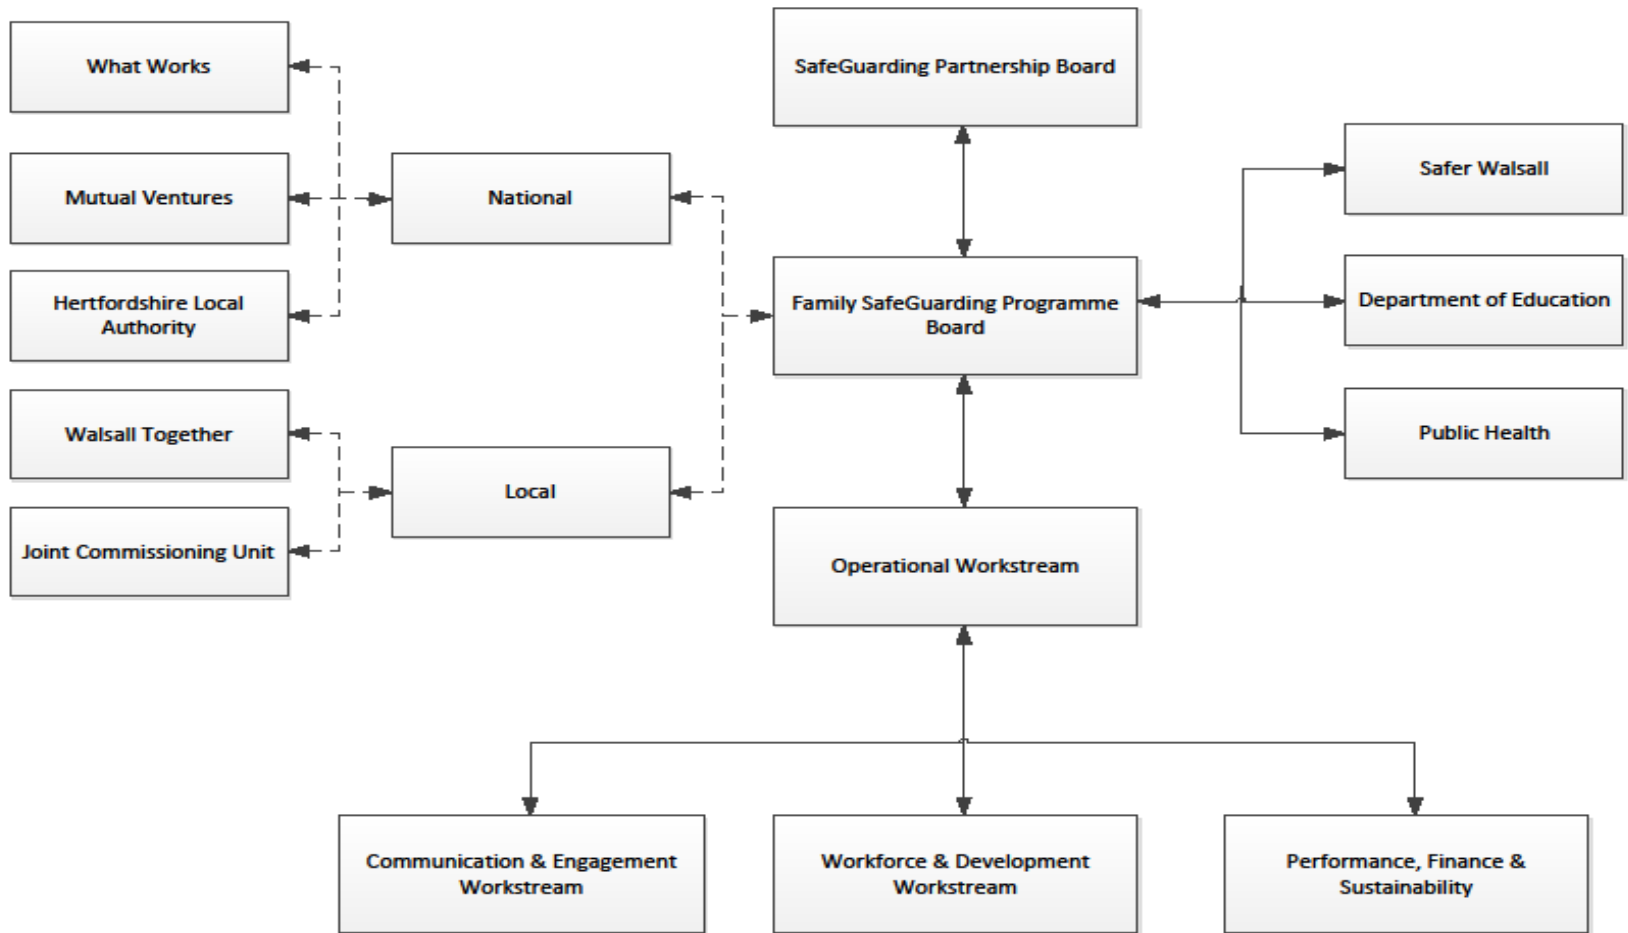 What Works
SafeGuarding Partnership Board
Safer Walsall
Mutual Ventures
National
Hertfordshire Local
Authority
Family SafeGuarding Programme
Board
Department of Education
Walsall Together
Public Health
Local
Joint Commissioning Unit
Operational Workstream
Communication & Engagement
Workstream
Workforce & Development
Workstream
Performance, Finance &
Sustainability